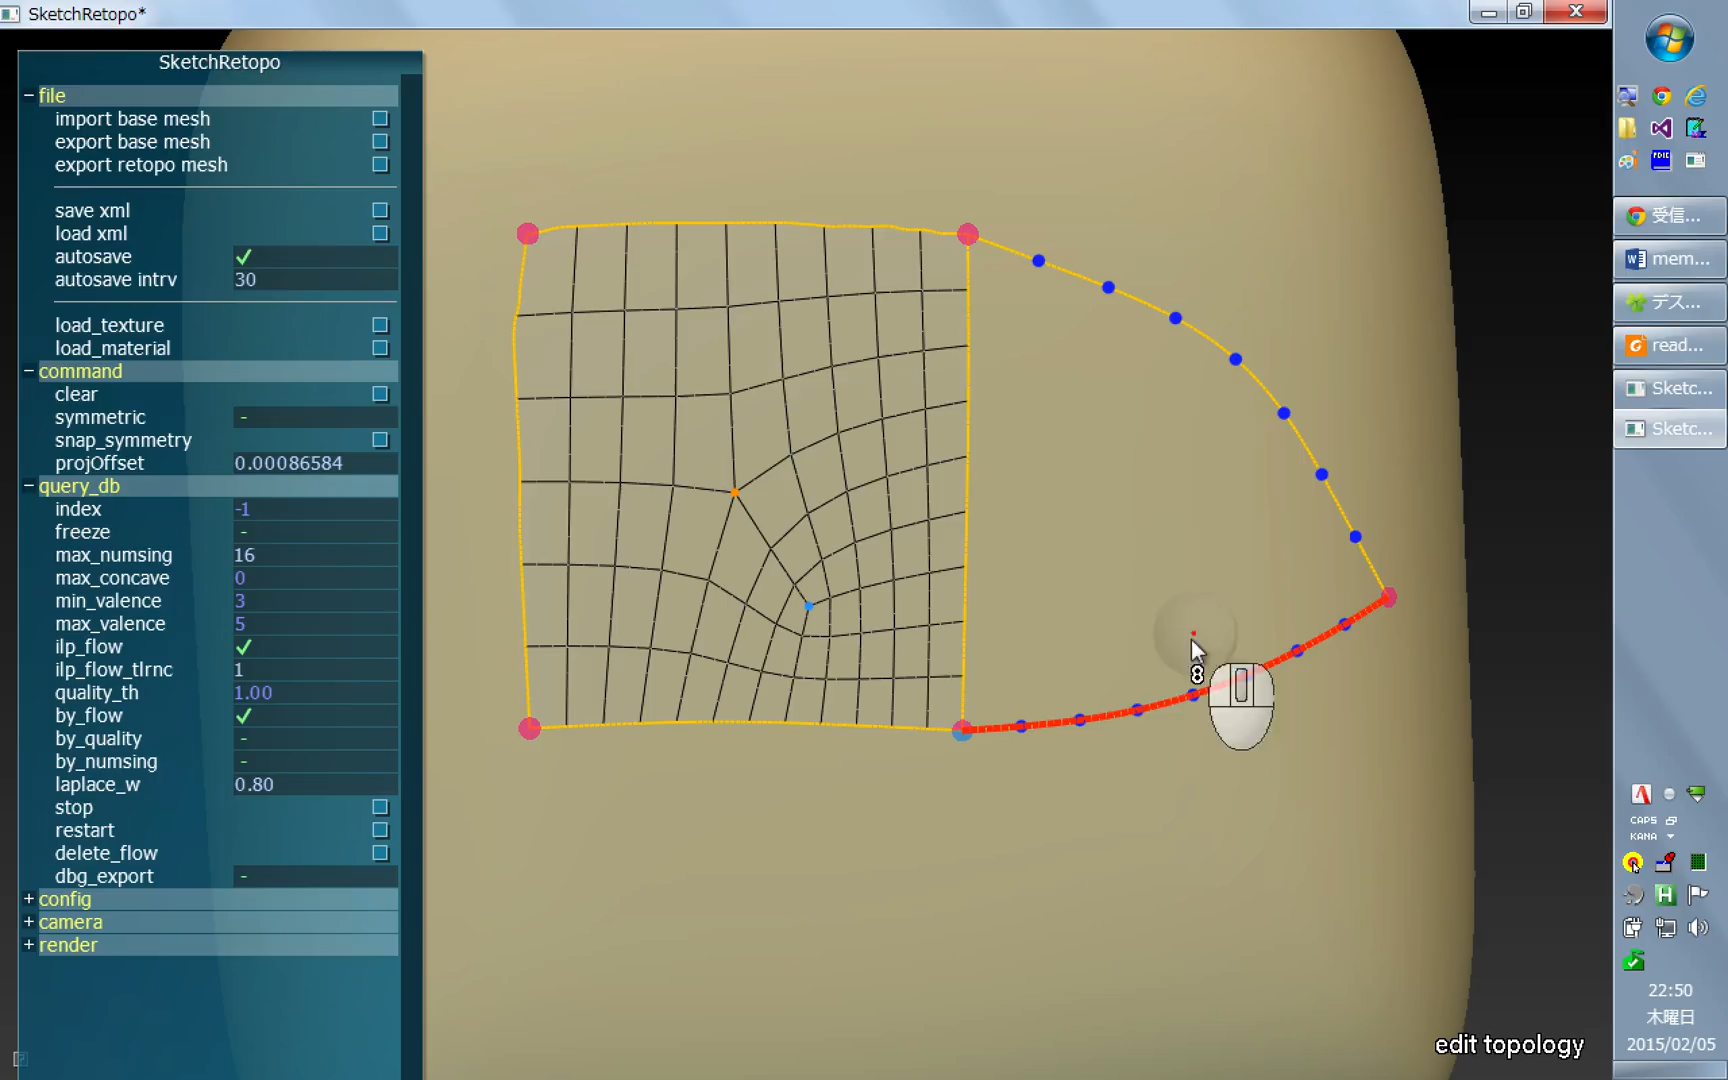 SketchRetopo*
SketchRetopo
file
import base mesh
export base mesh
export retopo mesh
save xml
load xml
autosave
autosave intrv 30
load_texture
load_material
command
clear
symmetric -
snap_symmetry
projOffset 0.00086584
query_db
index -1
freeze -
max_numsing 16
max_concave 0
min_valence 3
max_valence 5
ilp_flow
ilp_flow_tlrnc 1
quality_th 1.00
by_flow
by_quality -
by_numsing -
laplace_w 0.80
stop
restart
delete_flow
dbg_export -
config
camera
render
8
edit topology
PDIC
受信...
mem...
デス...
read...
Sketc...
Sketc...
A
CAPS
KANA
H
22:50
木曜日
2015/02/05